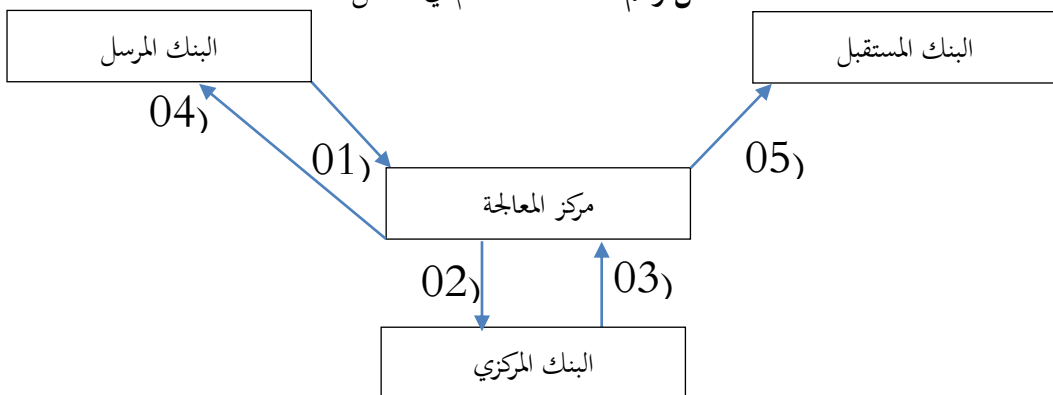 البنك المرسل
البنك المستقبل
04)
01)
05)
مركز المعالجة
02)
03)
البنك المركزي